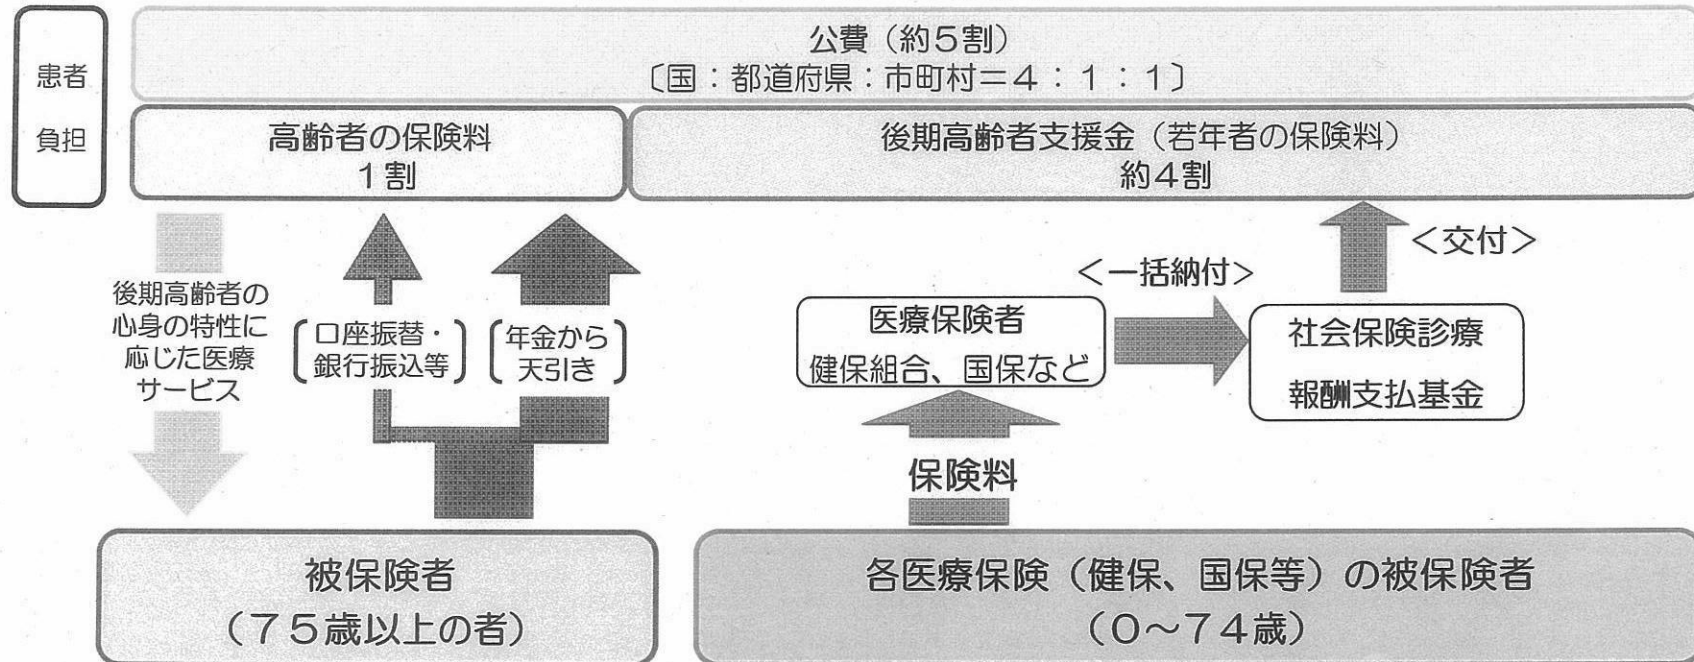 患者
負担
公費（約５割）
〔国：都道府県：市町村＝４：１：１〕
高齢者の保険料
１割
後期高齢者支援金（若年者の保険料）
約４割
後期高齢者の
心身の特性に
応じた医療
サービス
口座振替・
銀行振込等
年金から
天引き
＜一括納付＞
＜交付＞
医療保険者
健保組合、国保など
社会保険診療
報酬支払基金
保険料
被保険者
（７５歳以上の者）
各医療保険（健保、国保等）の被保険者
（０～７４歳）